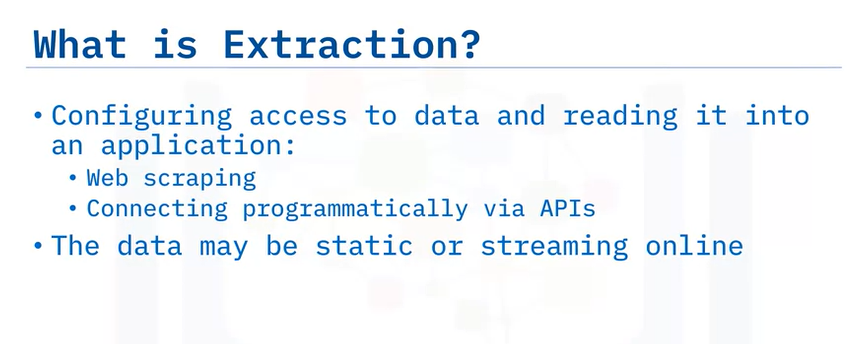 What is Extraction?
• Configuring access to data and reading it into
an application:
• Web scraping
• Connecting programmatically via APIs
• The data may be static or streaming online